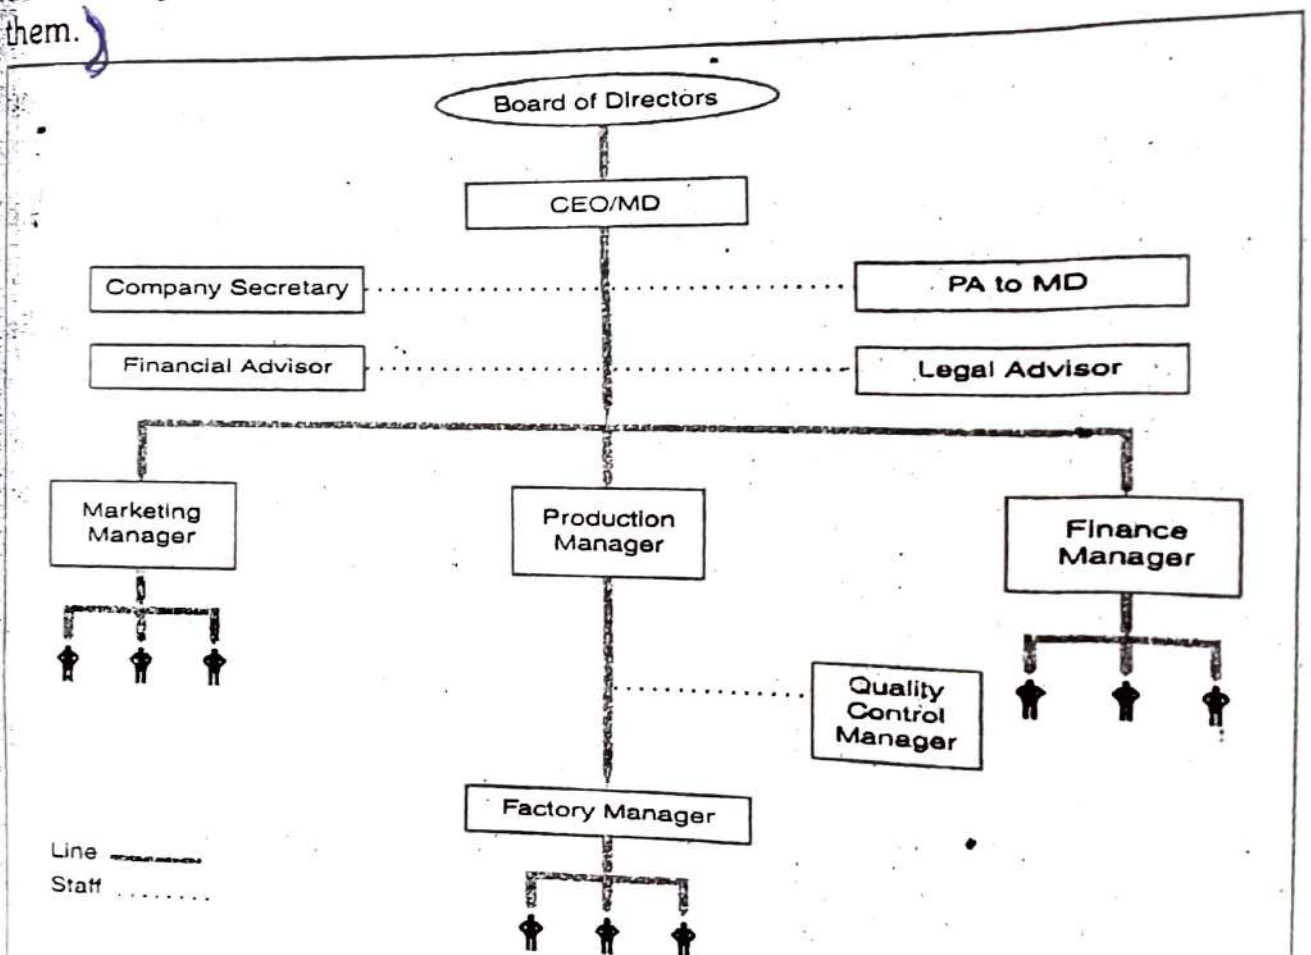 them.
Board of Directors
CEO/MD
Company Secretary
PA to MD
Financial Advisor
Legal Advisor
Marketing
Manager
Production
Manager
Finance
Manager
Quality
Control
Manager
Factory Manager
Line
Staff